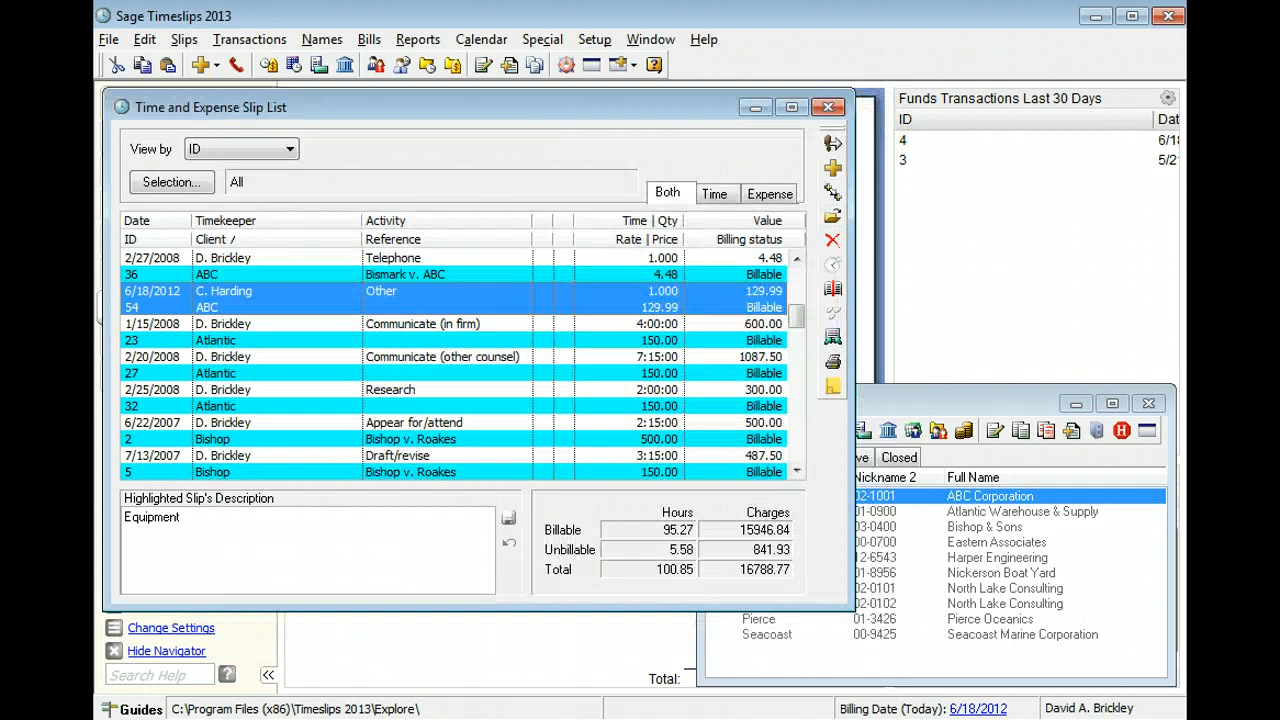 Sage Timeslips 2013
File Edit Slips Transactions Names Bills Reports Calendar Special Setup Window Help
Time and Expense Slip List
View by ID
Selection... All
Both Time Expense
Date Timekeeper Activity Time | Qty Value
ID Client / Reference Rate | Price Billing status
2/27/2008 D. Brickley Telephone 1.000 4.48
36 ABC Bismark v. ABC 4.48 Billable
6/18/2012 C. Harding Other 1.000 129.99
54 ABC 129.99 Billable
1/15/2008 D. Brickley Communicate (in firm) 4:00:00 600.00
23 Atlantic 150.00 Billable
2/20/2008 D. Brickley Communicate (other counsel) 7:15:00 1087.50
27 Atlantic 150.00 Billable
2/25/2008 D. Brickley Research 2:00:00 300.00
32 Atlantic 150.00 Billable
6/22/2007 D. Brickley Appear for/attend 2:15:00 500.00
2 Bishop Bishop v. Roakes 500.00 Billable
7/13/2007 D. Brickley Draft/revise 3:15:00 487.50
5 Bishop Bishop v. Roakes 150.00 Billable
Highlighted Slip's Description
Equipment
Hours Charges
Billable 95.27 15946.84
Unbillable 5.58 841.93
Total 100.85 16788.77
Funds Transactions Last 30 Days
ID Dat
4 6/18
3 5/2
ve Closed
Nickname 2 Full Name
02-1001 ABC Corporation
01-0900 Atlantic Warehouse & Supply
03-0400 Bishop & Sons
00-0700 Eastern Associates
12-6543 Harper Engineering
01-8956 Nickerson Boat Yard
02-0101 North Lake Consulting
02-0102 North Lake Consulting
Pierce 01-3426 Pierce Oceanics
Seacoast 00-9425 Seacoast Marine Corporation
Change Settings
Hide Navigator
Search Help ? <<
Total:
Guides C:\Program Files (x86)\Timeslips 2013\Explore\ Billing Date (Today): 6/18/2012 David A. Brickley